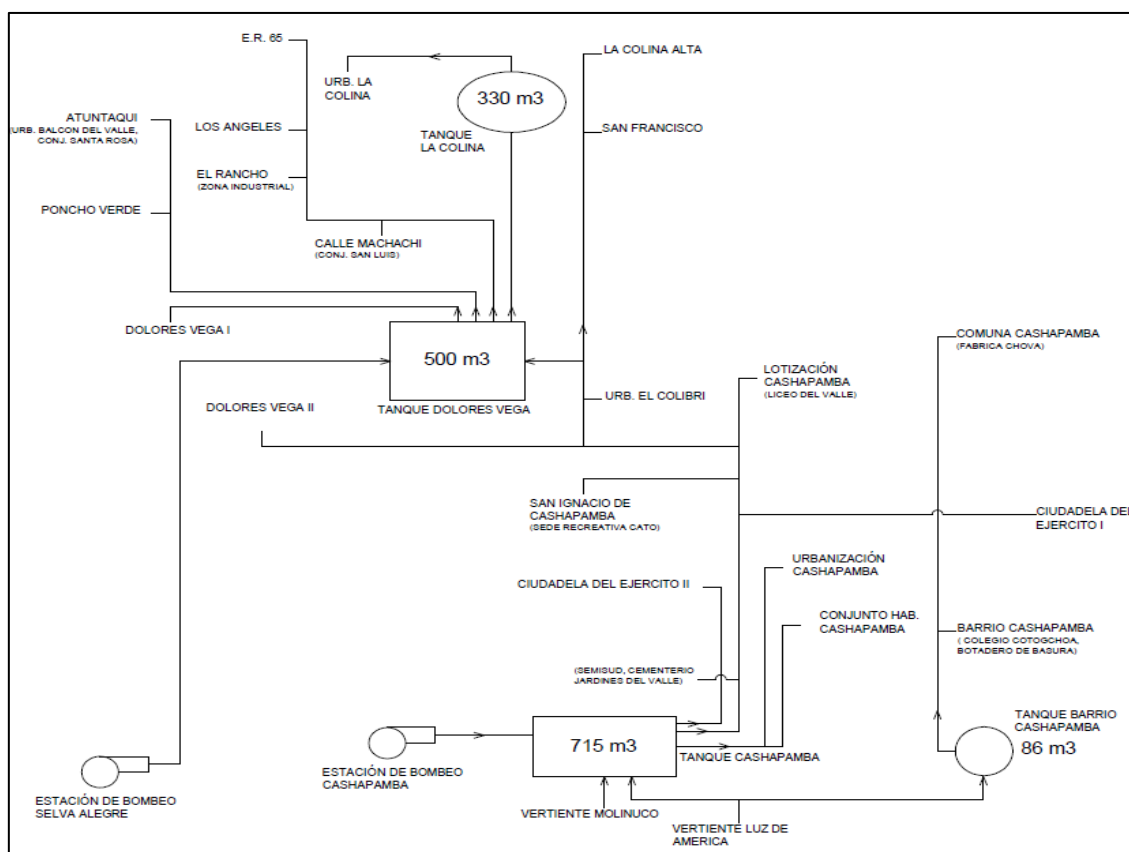 E.R. 65
URB. LA
COLINA
330 m3
TANQUE
LA COLINA
LA COLINA ALTA
SAN FRANCISCO
ATUNTAQUI
(URB. BALCON DEL VALLE,
CONJ. SANTA ROSA)
LOS ANGELES
EL RANCHO
(ZONA INDUSTRIAL)
PONCHO VERDE
CALLE MACHACHI
(CONJ. SAN LUIS)
DOLORES VEGA I
500 m3
TANQUE DOLORES VEGA
DOLORES VEGA II
URB. EL COLIBRI
LOTIZACIÓN
CASHAPAMBA
(LICEO DEL VALLE)
COMUNA CASHAPAMBA
(FABRICA CHOVA)
SAN IGNACIO DE
CASHAPAMBA
(SEDE RECREATIVA CATO)
CIUDADELA DEL
EJERCITO I
URBANIZACIÓN
CASHAPAMBA
CIUDADELA DEL EJERCITO II
CONJUNTO HAB.
CASHAPAMBA
BARRIO CASHAPAMBA
( COLEGIO COTOGCHOA,
BOTADERO DE BASURA)
(SEMISUD, CEMENTERIO
JARDINES DEL VALLE)
TANQUE BARRIO
CASHAPAMBA
86 m3
715 m3
TANQUE CASHAPAMBA
ESTACIÓN DE BOMBEO
CASHAPAMBA
ESTACIÓN DE BOMBEO
SELVA ALEGRE
VERTIENTE MOLINUCO
VERTIENTE LUZ DE
AMERICA